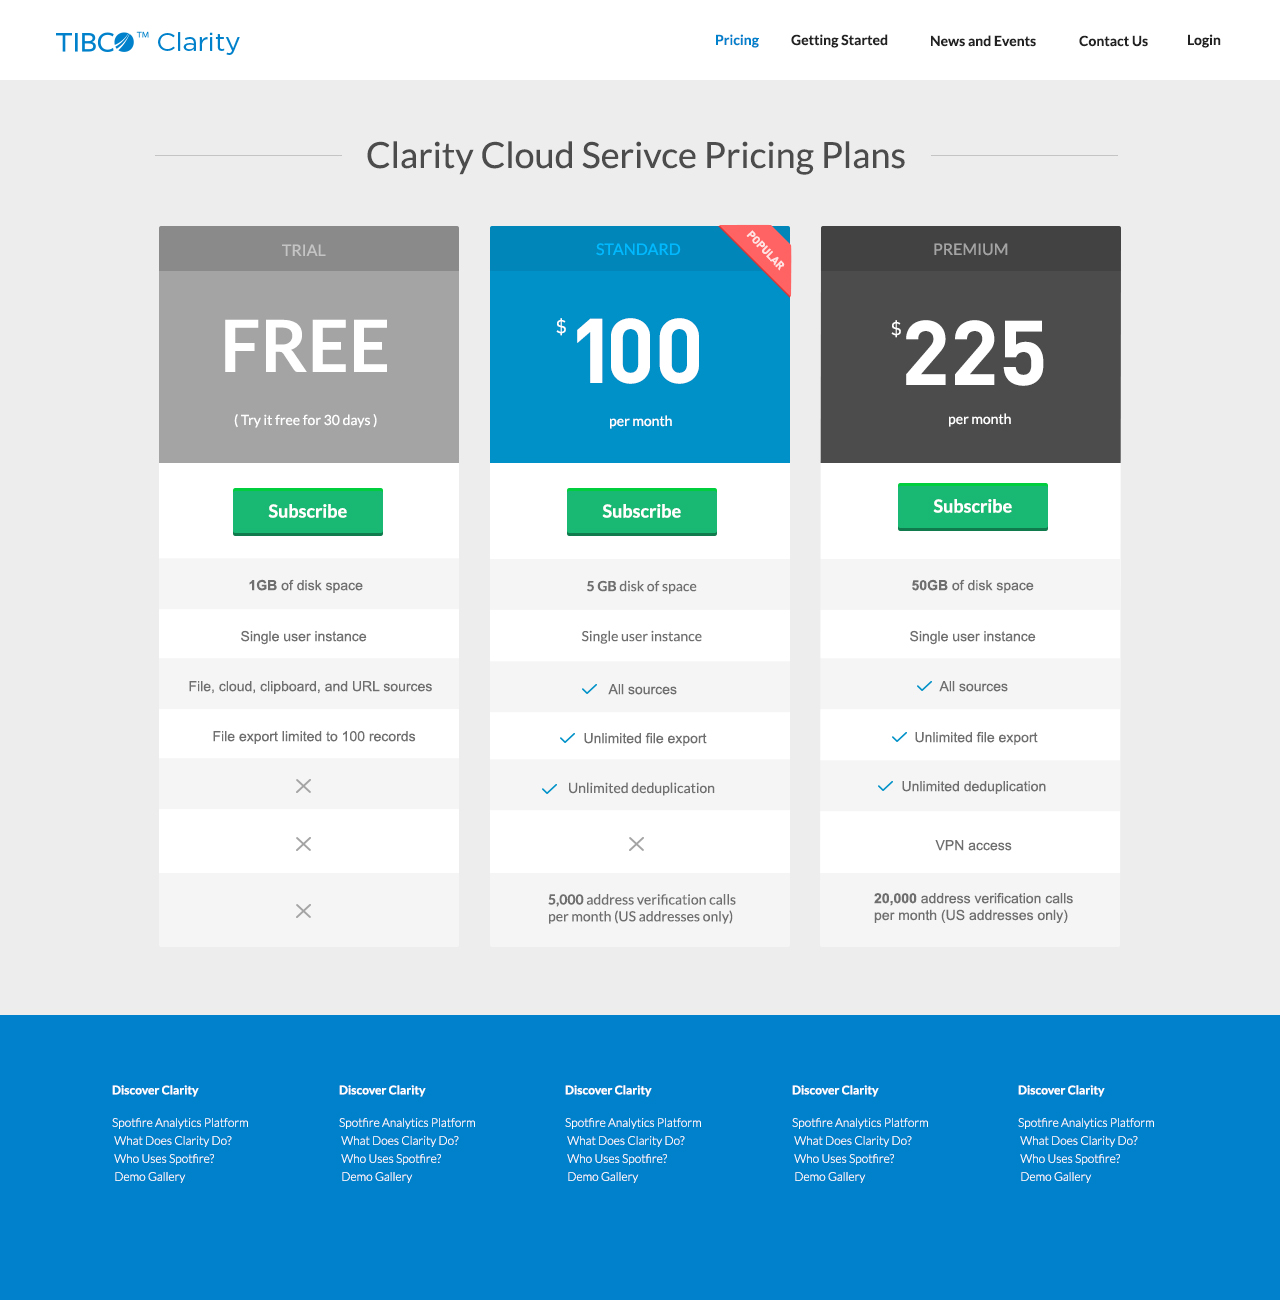 TIBCO™ Clarity
Pricing
Getting Started
News and Events
Contact Us
Login
Clarity Cloud Serivce Pricing Plans
TRIAL
FREE
( Try it free for 30 days )
Subscribe
1GB of disk space
Single user instance
File, cloud, clipboard, and URL sources
File export limited to 100 records
STANDARD
POPULAR
$ 100
per month
Subscribe
5 GB disk of space
Single user instance
All sources
Unlimited file export
Unlimited deduplication
5,000 address verification calls
per month (US addresses only)
PREMIUM
$ 225
per month
Subscribe
50GB of disk space
Single user instance
All sources
Unlimited file export
Unlimited deduplication
VPN access
20,000 address verification calls
per month (US addresses only)
Discover Clarity
Spotfire Analytics Platform
What Does Clarity Do?
Who Uses Spotfire?
Demo Gallery
Discover Clarity
Spotfire Analytics Platform
What Does Clarity Do?
Who Uses Spotfire?
Demo Gallery
Discover Clarity
Spotfire Analytics Platform
What Does Clarity Do?
Who Uses Spotfire?
Demo Gallery
Discover Clarity
Spotfire Analytics Platform
What Does Clarity Do?
Who Uses Spotfire?
Demo Gallery
Discover Clarity
Spotfire Analytics Platform
What Does Clarity Do?
Who Uses Spotfire?
Demo Gallery